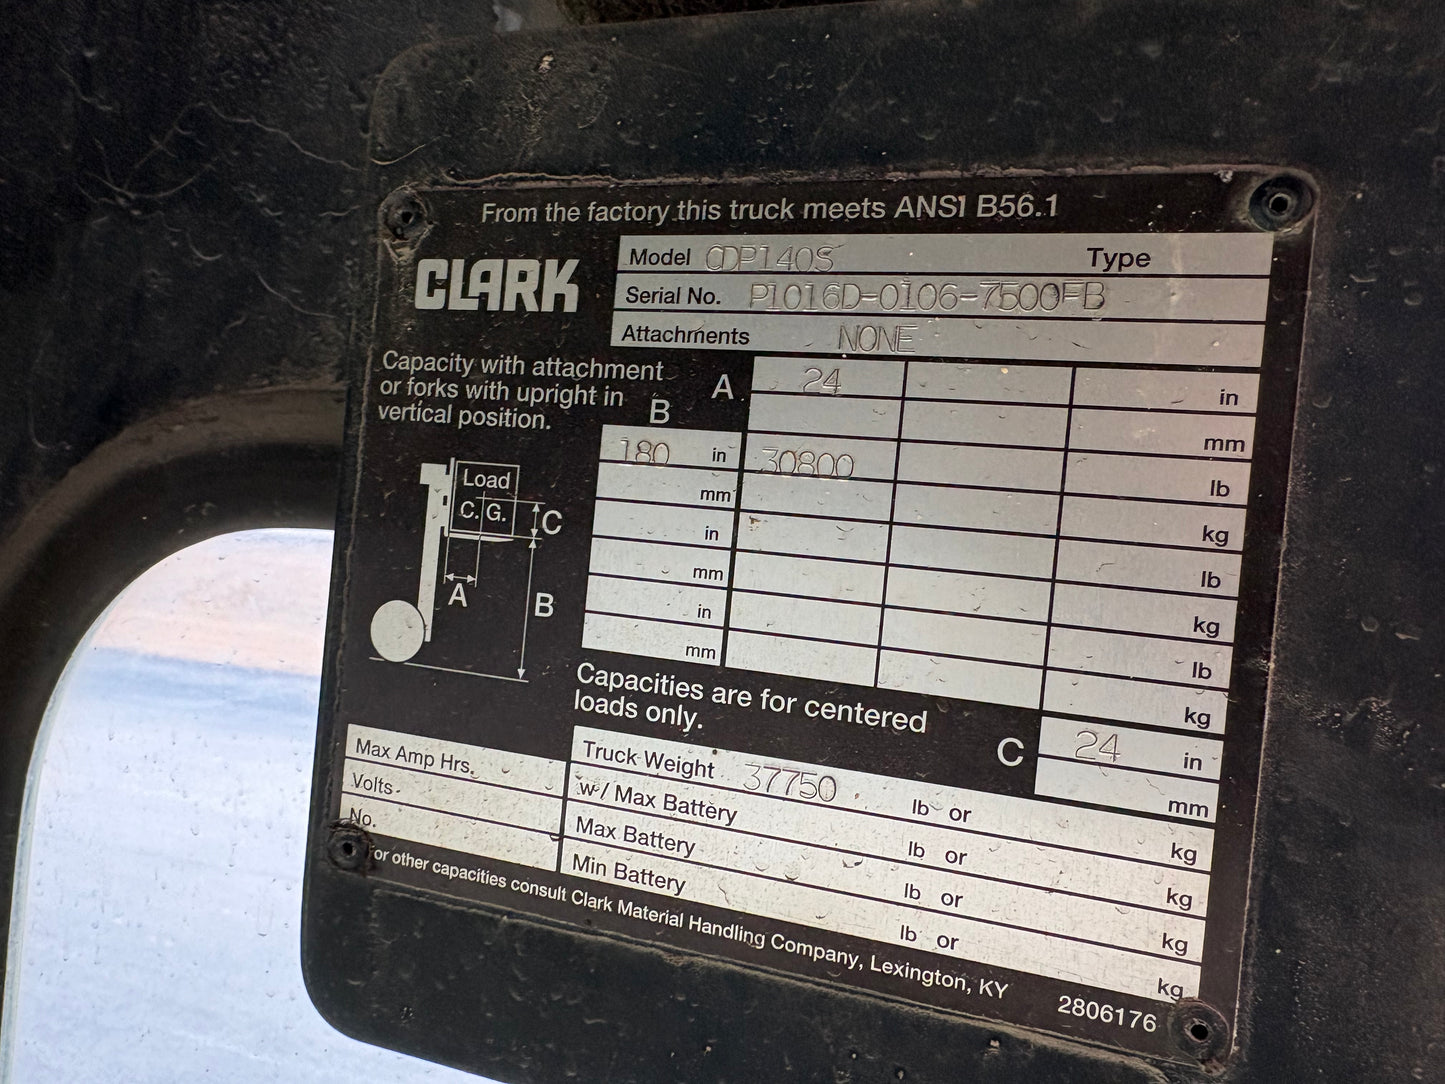 From the factory this truck meets ANSI B56.1
CLARK
Model CDP140S Type
Serial No. P1016D-0106-7500FB
Attachments NONE
Capacity with attachment
or forks with upright in
vertical position.
A 24 in
B mm
180 in 30800 lb
mm kg
in lb
mm kg
in lb
mm kg
Load
C. G.
C
A
B
Capacities are for centered
loads only.
C 24 in
mm
Max Amp Hrs.
Volts
No.
Truck Weight 37750 lb or kg
w/ Max Battery lb or kg
Max Battery lb or kg
Min Battery lb or kg
For other capacities consult Clark Material Handling Company, Lexington, KY
2806176